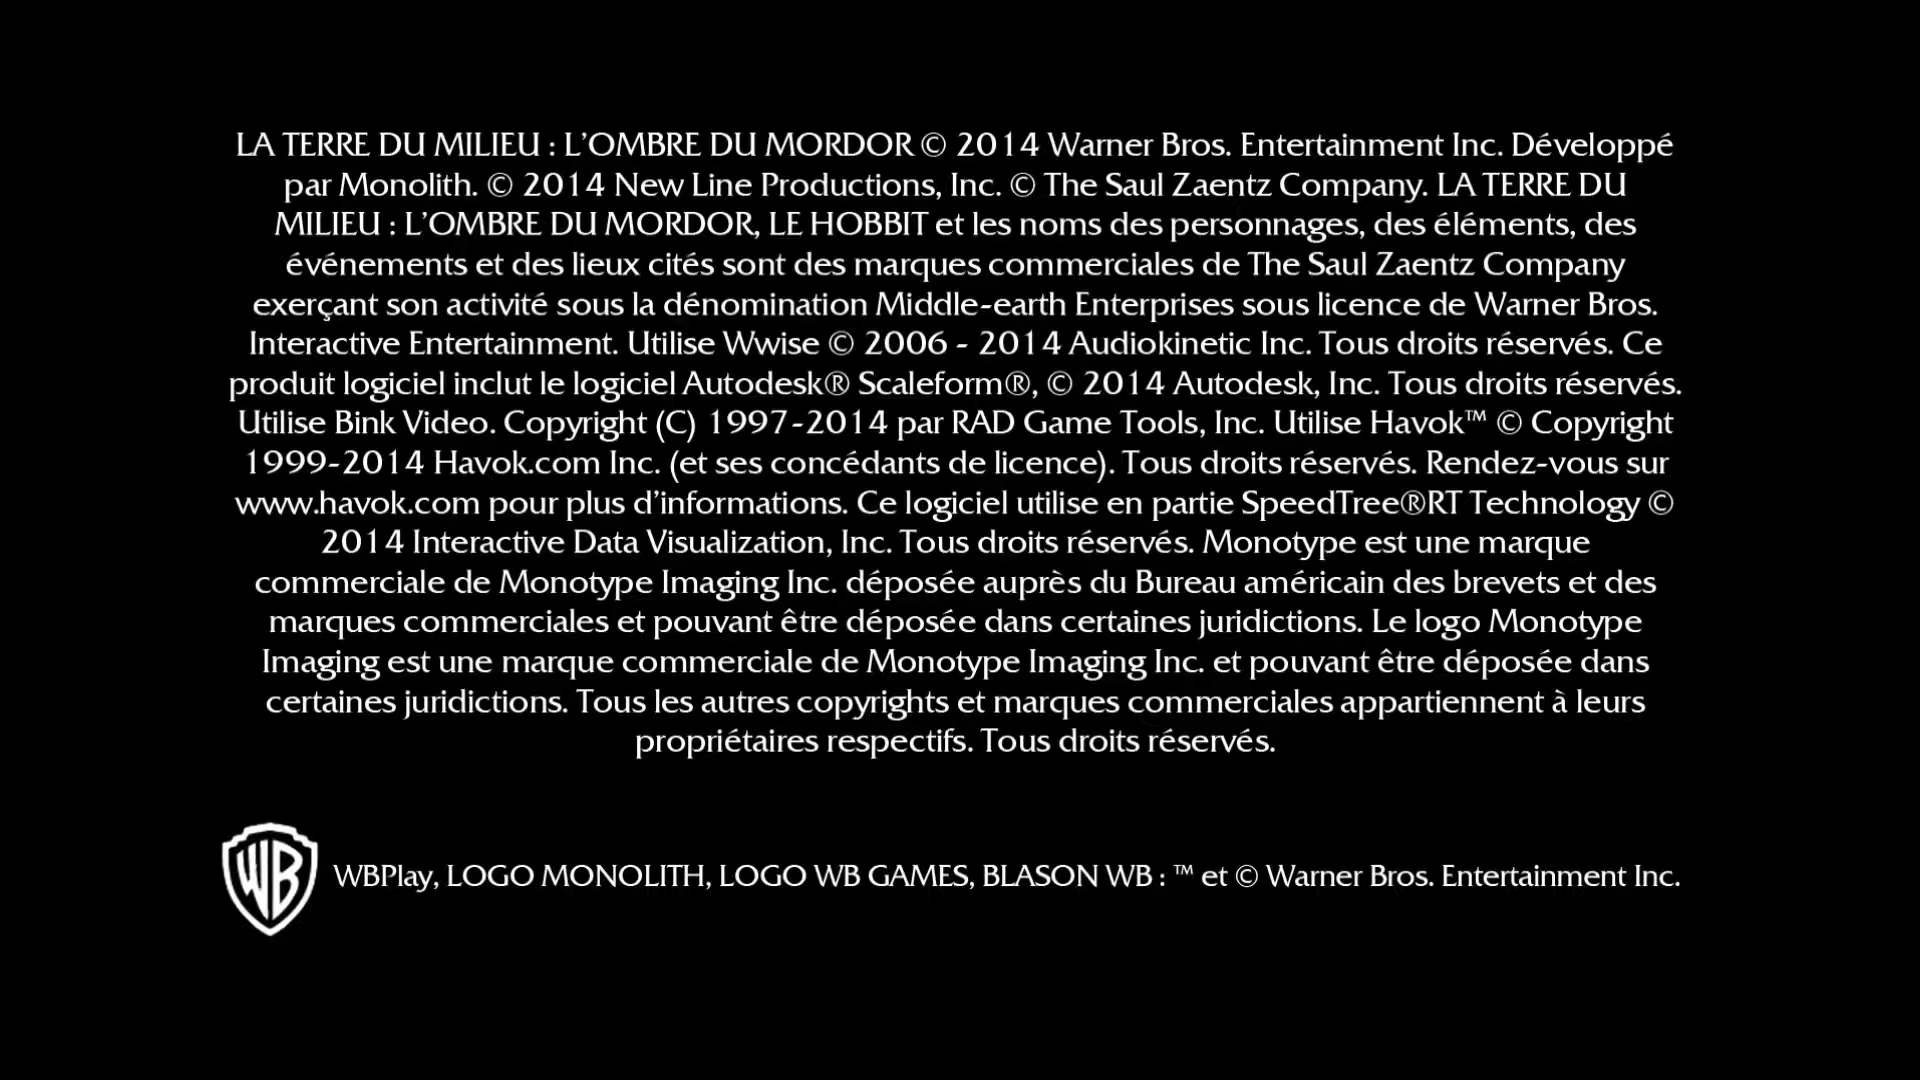 LA TERRE DU MILIEU : L’OMBRE DU MORDOR © 2014 Warner Bros. Entertainment Inc. Développé
par Monolith. © 2014 New Line Productions, Inc. © The Saul Zaentz Company. LA TERRE DU
MILIEU : L’OMBRE DU MORDOR, LE HOBBIT et les noms des personnages, des éléments, des
événements et des lieux cités sont des marques commerciales de The Saul Zaentz Company
exerçant son activité sous la dénomination Middle-earth Enterprises sous licence de Warner Bros.
Interactive Entertainment. Utilise Wwise © 2006 - 2014 Audiokinetic Inc. Tous droits réservés. Ce
produit logiciel inclut le logiciel Autodesk® Scaleform®, © 2014 Autodesk, Inc. Tous droits réservés.
Utilise Bink Video. Copyright (C) 1997-2014 par RAD Game Tools, Inc. Utilise Havok™ © Copyright
1999-2014 Havok.com Inc. (et ses concédants de licence). Tous droits réservés. Rendez-vous sur
www.havok.com pour plus d’informations. Ce logiciel utilise en partie SpeedTree®RT Technology ©
2014 Interactive Data Visualization, Inc. Tous droits réservés. Monotype est une marque
commerciale de Monotype Imaging Inc. déposée auprès du Bureau américain des brevets et des
marques commerciales et pouvant être déposée dans certaines juridictions. Le logo Monotype
Imaging est une marque commerciale de Monotype Imaging Inc. et pouvant être déposée dans
certaines juridictions. Tous les autres copyrights et marques commerciales appartiennent à leurs
propriétaires respectifs. Tous droits réservés.
WB WBPlay, LOGO MONOLITH, LOGO WB GAMES, BLASON WB : ™ et © Warner Bros. Entertainment Inc.